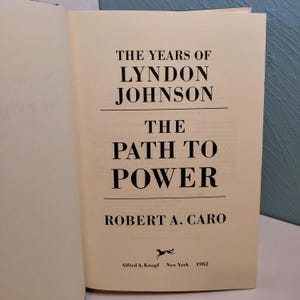 THE YEARS OF
LYNDON
JOHNSON
THE
PATH TO
POWER
ROBERT A. CARO
Alfred A. Knopf New York 1982